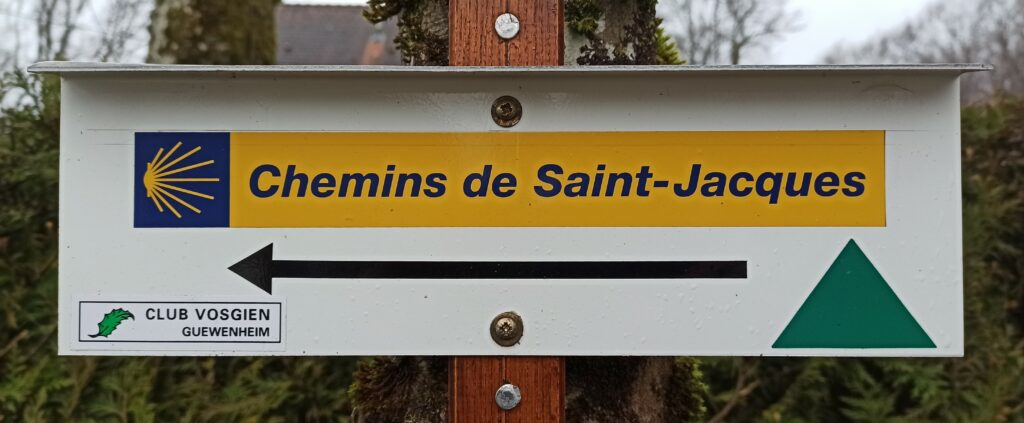 Chemins de Saint-Jacques
CLUB VOSGIEN
GUEWENHEIM